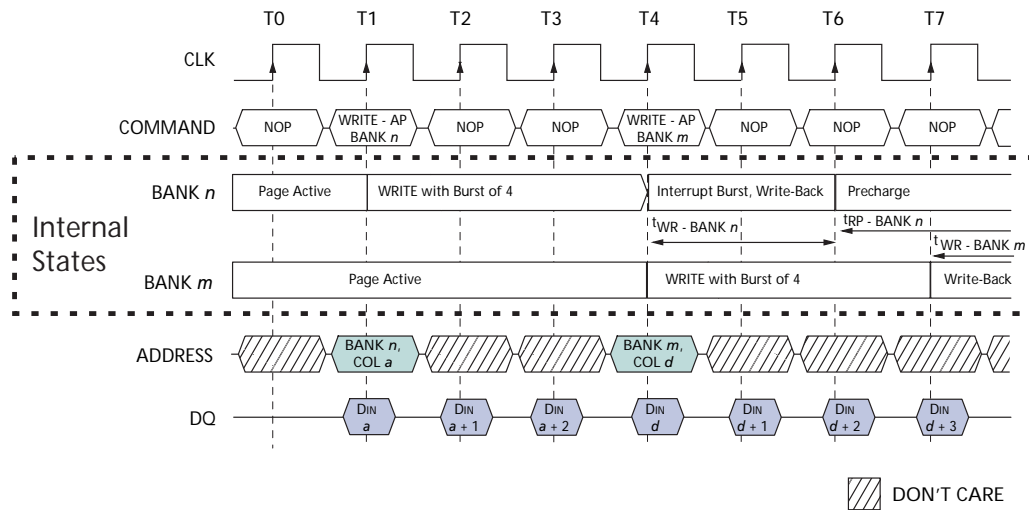 T0 T1 T2 T3 T4 T5 T6 T7
CLK
COMMAND NOP WRITE - AP BANK n NOP NOP WRITE - AP BANK m NOP NOP NOP
Internal States
BANK n Page Active WRITE with Burst of 4 Interrupt Burst, Write-Back Precharge
tWR - BANK n tRP - BANK n
tWR - BANK m
BANK m Page Active WRITE with Burst of 4 Write-Back
ADDRESS BANK n, COL a BANK m, COL d
DQ DIN a DIN a + 1 DIN a + 2 DIN d DIN d + 1 DIN d + 2 DIN d + 3
DON'T CARE